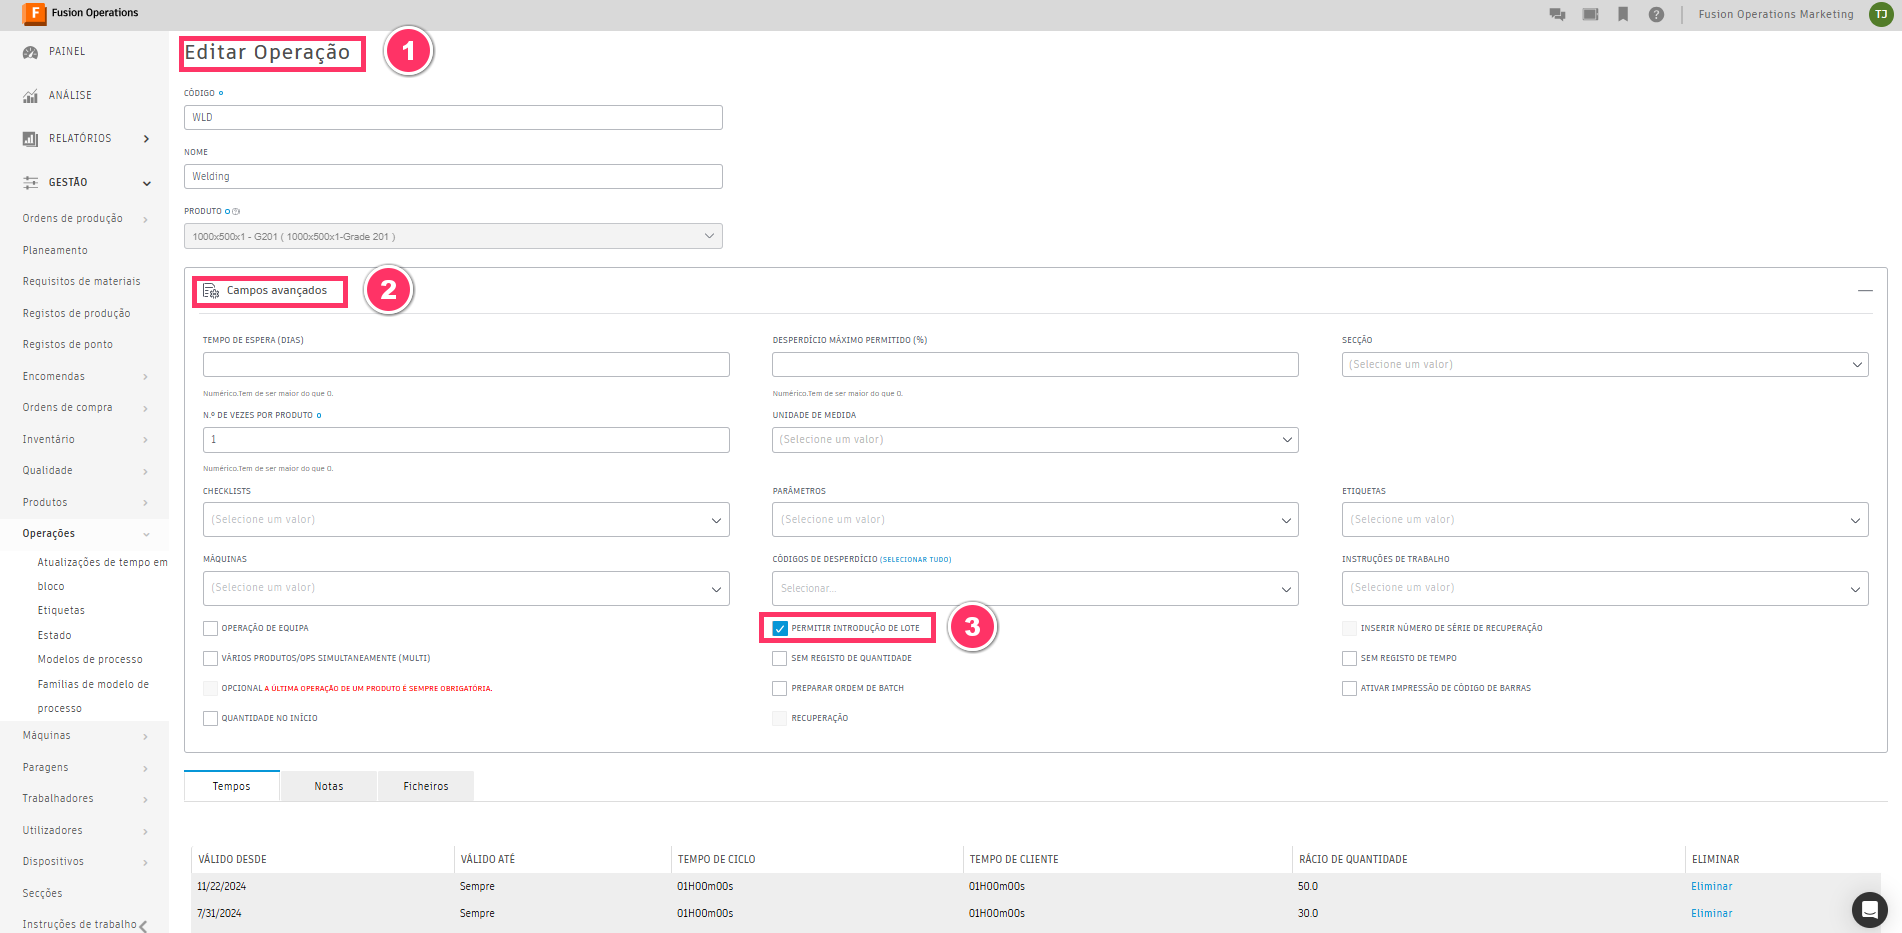 Fusion Operations
Fusion Operations Marketing
TJ
PAINEL
ANÁLISE
RELATÓRIOS
GESTÃO
Ordens de produção
Planeamento
Requisitos de materiais
Registos de produção
Registos de ponto
Encomendas
Ordens de compra
Inventário
Qualidade
Produtos
Operações
Atualizações de tempo em
bloco
Etiquetas
Estado
Modelos de processo
Famílias de modelo de
processo
Máquinas
Paragens
Trabalhadores
Utilizadores
Dispositivos
Secções
Instruções de trabalho
Editar Operação
1
CÓDIGO
WLD
NOME
Welding
PRODUTO
1000x500x1 - G201 ( 1000x500x1-Grade 201 )
Campos avançados
2
TEMPO DE ESPERA (DIAS)
DESPERDÍCIO MÁXIMO PERMITIDO (%)
SECÇÃO
(Selecione um valor)
Numérico.Tem de ser maior do que 0.
Numérico.Tem de ser maior do que 0.
N.º DE VEZES POR PRODUTO
UNIDADE DE MEDIDA
1
(Selecione um valor)
Numérico.Tem de ser maior do que 0.
CHECKLISTS
PARÂMETROS
ETIQUETAS
(Selecione um valor)
(Selecione um valor)
(Selecione um valor)
MÁQUINAS
CÓDIGOS DE DESPERDÍCIO (SELECIONAR TUDO)
INSTRUÇÕES DE TRABALHO
(Selecione um valor)
Selecionar...
(Selecione um valor)
OPERAÇÃO DE EQUIPA
PERMITIR INTRODUÇÃO DE LOTE
3
INSERIR NÚMERO DE SÉRIE DE RECUPERAÇÃO
VÁRIOS PRODUTOS/OPS SIMULTANEAMENTE (MULTI)
SEM REGISTO DE QUANTIDADE
SEM REGISTO DE TEMPO
OPCIONAL A ÚLTIMA OPERAÇÃO DE UM PRODUTO É SEMPRE OBRIGATÓRIA.
PREPARAR ORDEM DE BATCH
ATIVAR IMPRESSÃO DE CÓDIGO DE BARRAS
QUANTIDADE NO INÍCIO
RECUPERAÇÃO
Tempos
Notas
Ficheiros
VÁLIDO DESDE
VÁLIDO ATÉ
TEMPO DE CICLO
TEMPO DE CLIENTE
RÁCIO DE QUANTIDADE
ELIMINAR
11/22/2024
Sempre
01H00m00s
01H00m00s
50.0
Eliminar
7/31/2024
Sempre
01H00m00s
01H00m00s
30.0
Eliminar